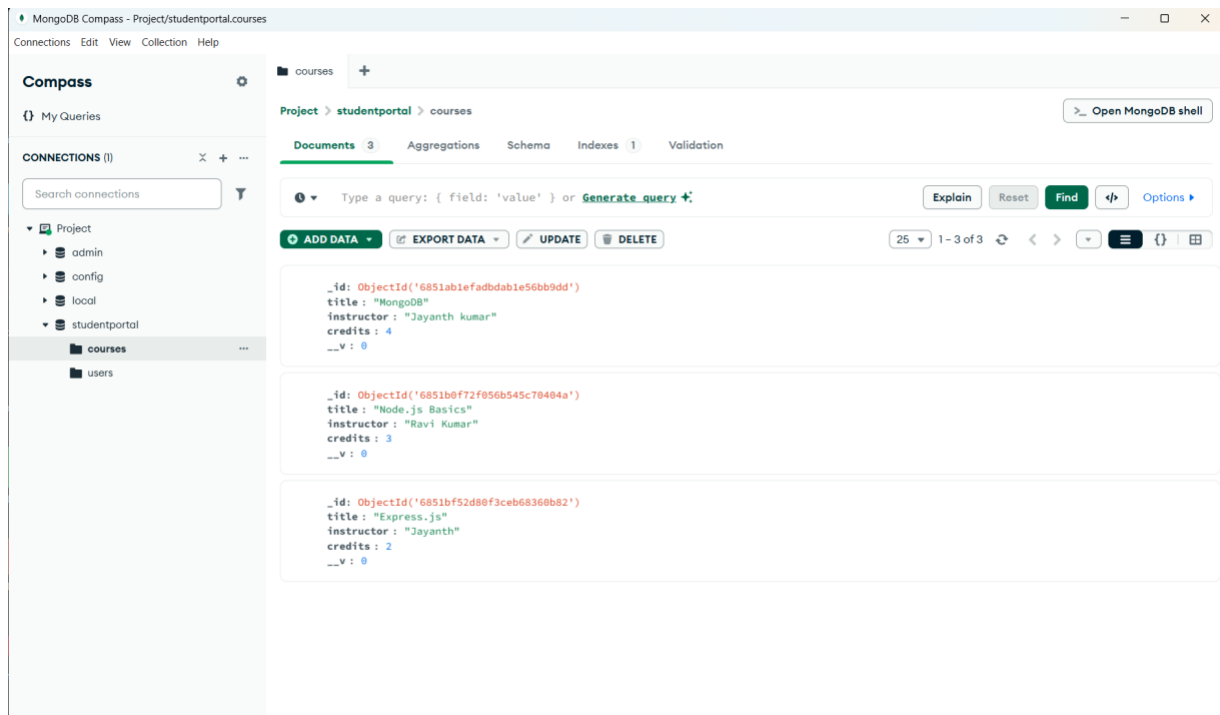 MongoDB Compass - Project/studentportal.courses
Connections Edit View Collection Help
Compass
{} My Queries
CONNECTIONS (1)
Search connections
Project
admin
config
local
studentportal
courses
users
courses
Project > studentportal > courses
>_ Open MongoDB shell
Documents 3 Aggregations Schema Indexes 1 Validation
Type a query: { field: 'value' } or Generate query
Explain Reset Find </> Options
ADD DATA EXPORT DATA UPDATE DELETE
25 1 - 3 of 3 {}
_id: ObjectId('6851ab1efadbdab1e56bb9dd')
title : "MongoDB"
instructor : "Jayanth kumar"
credits : 4
__v : 0
_id: ObjectId('6851b0f72f056b545c70404a')
title : "Node.js Basics"
instructor : "Ravi Kumar"
credits : 3
__v : 0
_id: ObjectId('6851bf52d80f3ceb68360b82')
title : "Express.js"
instructor : "Jayanth"
credits : 2
__v : 0